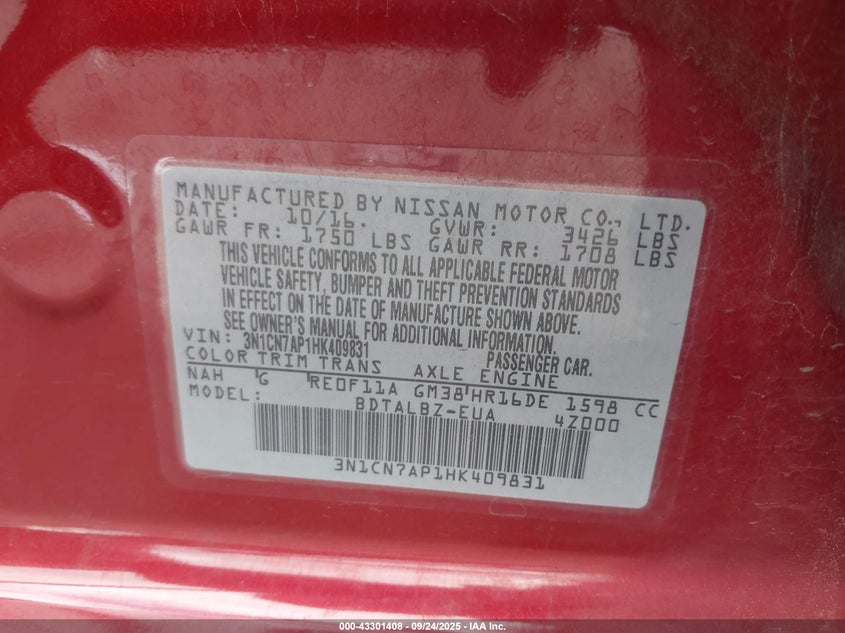 MANUFACTURED BY NISSAN MOTOR CO., LTD.
DATE: 10/16. GVWR: 3426 LBS
GAWR FR: 1750 LBS GAWR RR: 1708 LBS
THIS VEHICLE CONFORMS TO ALL APPLICABLE FEDERAL MOTOR
VEHICLE SAFETY, BUMPER AND THEFT PREVENTION STANDARDS
IN EFFECT ON THE DATE OF MANUFACTURE SHOWN ABOVE.
SEE OWNER'S MANUAL FOR ADDITIONAL INFORMATION.
VIN: 3N1CN7AP1HK409831 PASSENGER CAR.
COLOR TRIM TRANS AXLE ENGINE
NAH G RE0F11A GM38 HR16DE 1598 CC
MODEL: BDTALBZ-EUA 4Z000
3N1CN7AP1HK409831
000-43301408 - 09/24/2025 - IAA Inc.